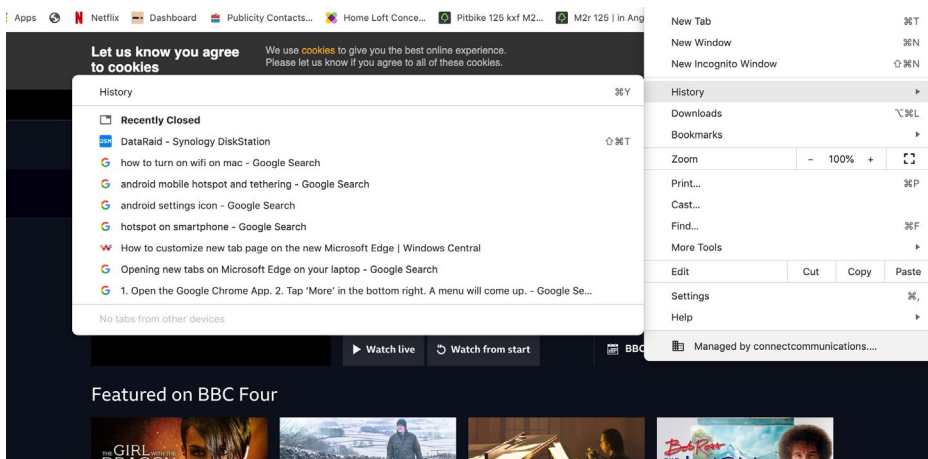 Apps
Netflix
Dashboard
Publicity Contacts...
Home Loft Conce...
Pitbike 125 kxf M2...
M2r 125 | in Ang
Let us know you agree
to cookies
We use cookies to give you the best online experience.
Please let us know if you agree to all of these cookies.
History ⌘Y
Recently Closed
DSM DataRaid - Synology DiskStation ⇧⌘T
how to turn on wifi on mac - Google Search
android mobile hotspot and tethering - Google Search
android settings icon - Google Search
hotspot on smartphone - Google Search
How to customize new tab page on the new Microsoft Edge | Windows Central
Opening new tabs on Microsoft Edge on your laptop - Google Search
1. Open the Google Chrome App. 2. Tap ‘More’ in the bottom right. A menu will come up. - Google Se...
No tabs from other devices
New Tab ⌘T
New Window ⌘N
New Incognito Window ⇧⌘N
History
Downloads ⌥⌘L
Bookmarks
Zoom - 100% +
Print... ⌘P
Cast...
Find... ⌘F
More Tools
Edit Cut Copy Paste
Settings ⌘,
Help
Managed by connectcommunications....
Watch live
Watch from start
BBC
Featured on BBC Four
THE GIRL WITH THE
DRAGON
Bob Ross